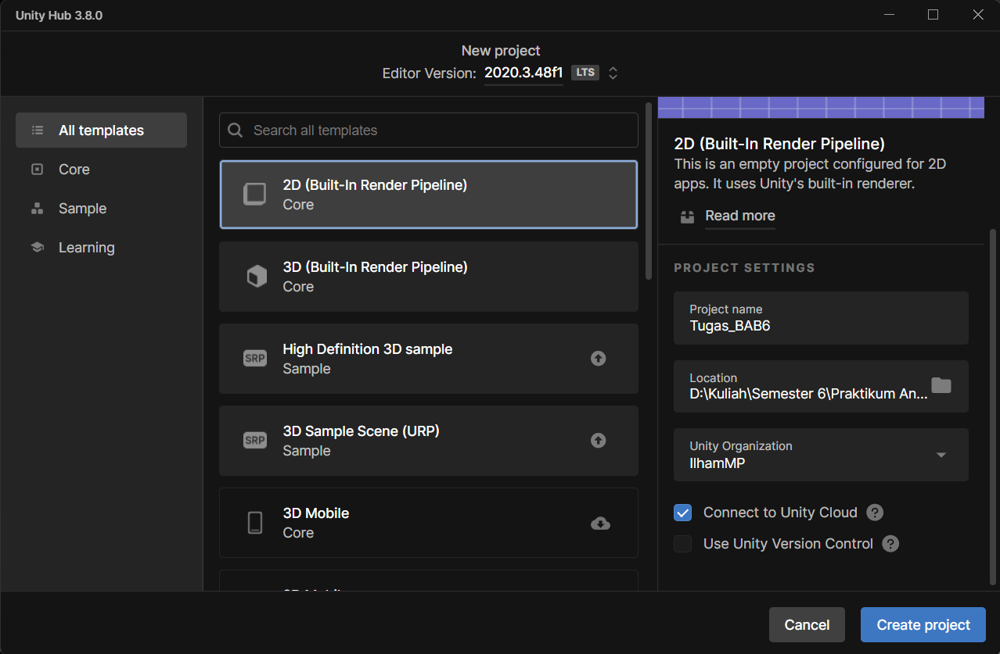 Unity Hub 3.8.0
New project
Editor Version: 2020.3.48f1 LTS
All templates
Core
Sample
Learning
Search all templates
2D (Built-In Render Pipeline)
Core
3D (Built-In Render Pipeline)
Core
SRP
High Definition 3D sample
Sample
SRP
3D Sample Scene (URP)
Sample
3D Mobile
Core
2D (Built-In Render Pipeline)
This is an empty project configured for 2D
apps. It uses Unity's built-in renderer.
Read more
PROJECT SETTINGS
Project name
Tugas_BAB6
Location
D:\Kuliah\Semester 6\Praktikum An...
Unity Organization
IlhamMP
Connect to Unity Cloud ?
Use Unity Version Control ?
Cancel
Create project